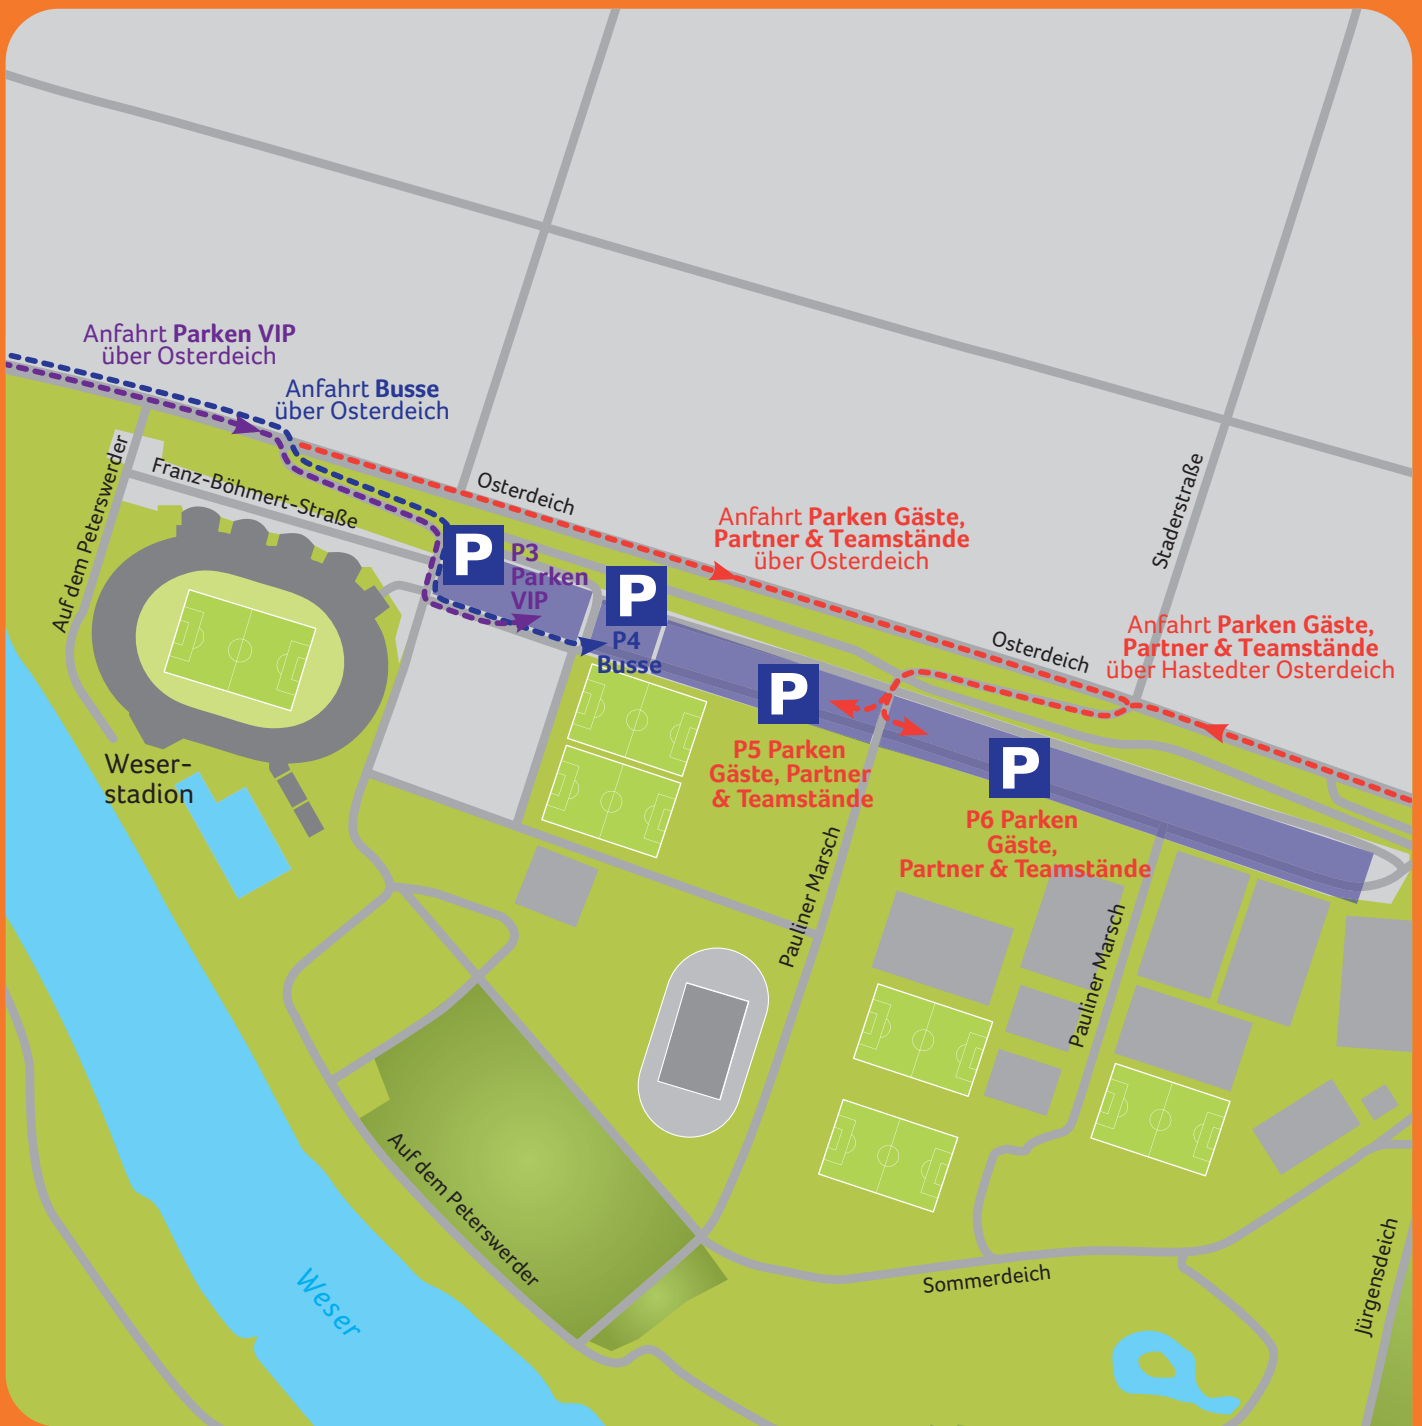 Anfahrt Parken VIP
über Osterdeich
Anfahrt Busse
über Osterdeich
Auf dem Peterswerder
Franz-Böhmert-Straße
Osterdeich
Staderstraße
Anfahrt Parken Gäste,
Partner & Teamstände
über Osterdeich
P
P3
Parken
VIP
P
P4
Busse
Osterdeich
Anfahrt Parken Gäste,
Partner & Teamstände
über Hastedter Osterdeich
P
P5 Parken
Gäste, Partner
& Teamstände
P
P6 Parken
Gäste,
Partner & Teamstände
Weser-
stadion
Pauliner Marsch
Pauliner Marsch
Auf dem Peterswerder
Weser
Sommerdeich
Jürgensdeich